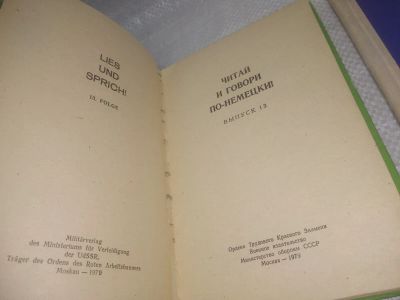 LIES
UND
SPRICH!
13. FOLGE
Militärverlag
des Ministeriums für Verteidigung
der UdSSR,
Träger des Ordens des Roten Arbeitsbanners
Moskau — 1979
ЧИТАЙ
И ГОВОРИ
ПО-НЕМЕЦКИ!
ВЫПУСК 13
Ордена Трудового Красного Знамени
Военное издательство
Министерства обороны СССР
Москва — 1979